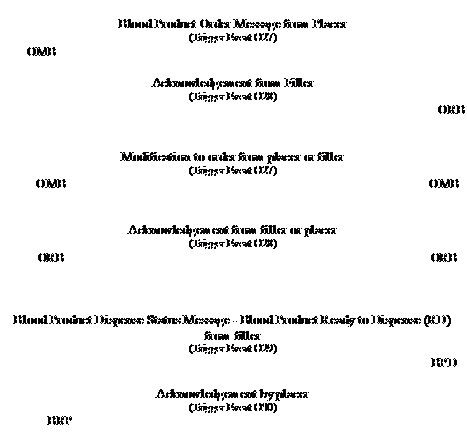 Blood Product Order Message from Placer
(Trigger Event O27)
OMB
Acknowledgement from Filler
(Trigger Event O28)
ORB
Modification to order from placer or filler
(Trigger Event O27)
OMB OMB
Acknowledgement from filler or placer
(Trigger Event O28)
ORB ORB
Blood Product Dispense Status Message - Blood Product Ready to Dispense (RD)
from filler
(Trigger Event O29)
BPD
Acknowledgement by placer
(Trigger Event O30)
BRP